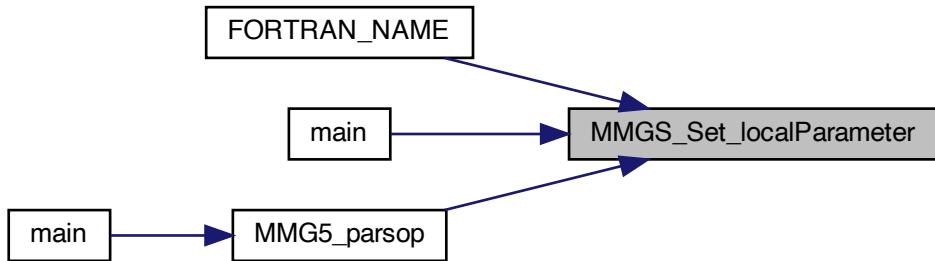 FORTRAN_NAME
main
MMGS_Set_localParameter
main
MMG5_parsop